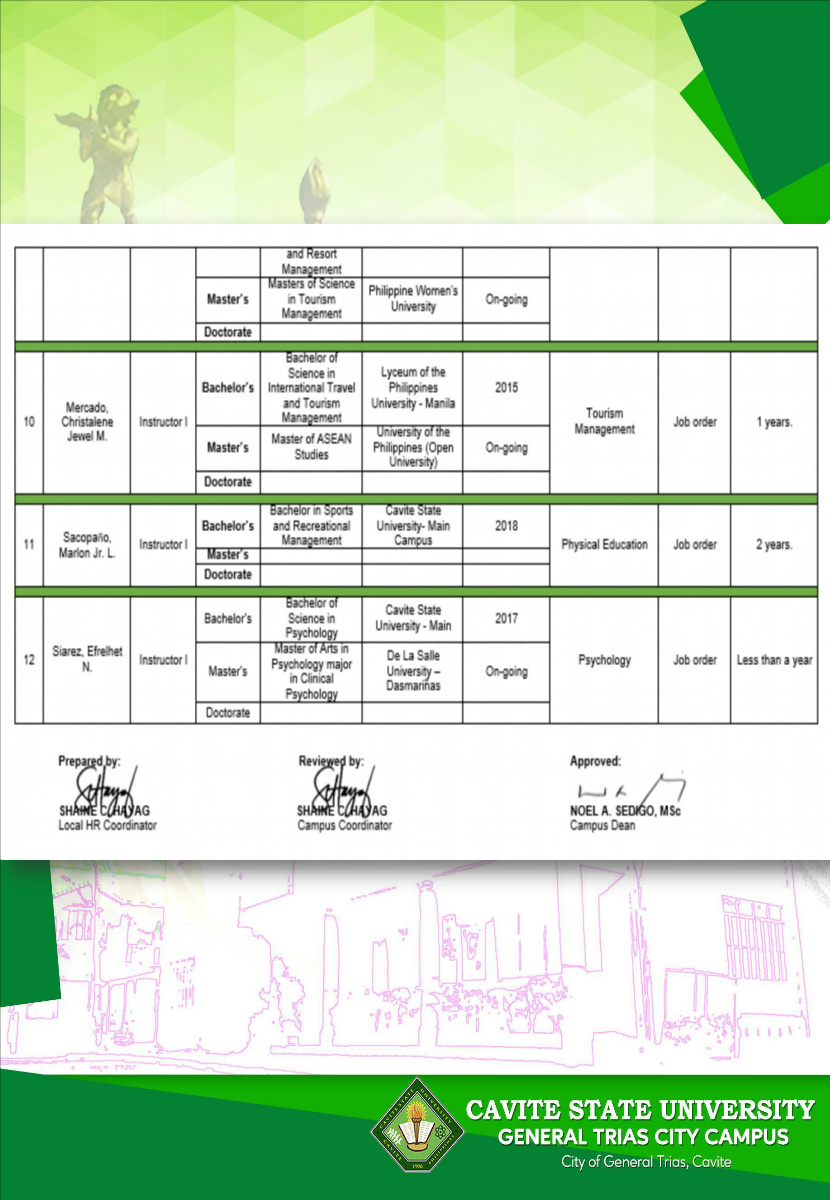 and Resort
Management
Master's
Masters of Science
in Tourism
Management
Philippine Women's
University
On-going
Doctorate
10
Mercado,
Christalene
Jewel M.
Instructor I
Bachelor's
Bachelor of
Science in
International Travel
and Tourism
Management
Lyceum of the
Philippines
University - Manila
2015
Master's
Master of ASEAN
Studies
University of the
Philippines (Open
University)
On-going
Doctorate
Tourism
Management
Job order
1 years.
11
Sacopaño,
Marlon Jr. L.
Instructor I
Bachelor's
Bachelor in Sports
and Recreational
Management
Cavite State
University- Main
Campus
2018
Master's
Doctorate
Physical Education
Job order
2 years.
12
Siarez, Efrelhet
N.
Instructor I
Bachelor's
Bachelor of
Science in
Psychology
Cavite State
University - Main
2017
Master's
Master of Arts in
Psychology major
in Clinical
Psychology
De La Salle
University –
Dasmarinas
On-going
Doctorate
Psychology
Job order
Less than a year
Prepared by:
SHAINE C. HAYAG
Local HR Coordinator
Reviewed by:
SHAINE C. HAYAG
Campus Coordinator
Approved:
NOEL A. SEDIGO, MSc
Campus Dean
CAVITE STATE UNIVERSITY
CAVITE
PHILIPPINES
1906
CAVITE STATE UNIVERSITY
GENERAL TRIAS CITY CAMPUS
City of General Trias, Cavite